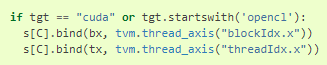 if tgt == "cuda" or tgt.startswith('opencl'):
  s[C].bind(bx, tvm.thread_axis("blockIdx.x"))
  s[C].bind(tx, tvm.thread_axis("threadIdx.x"))